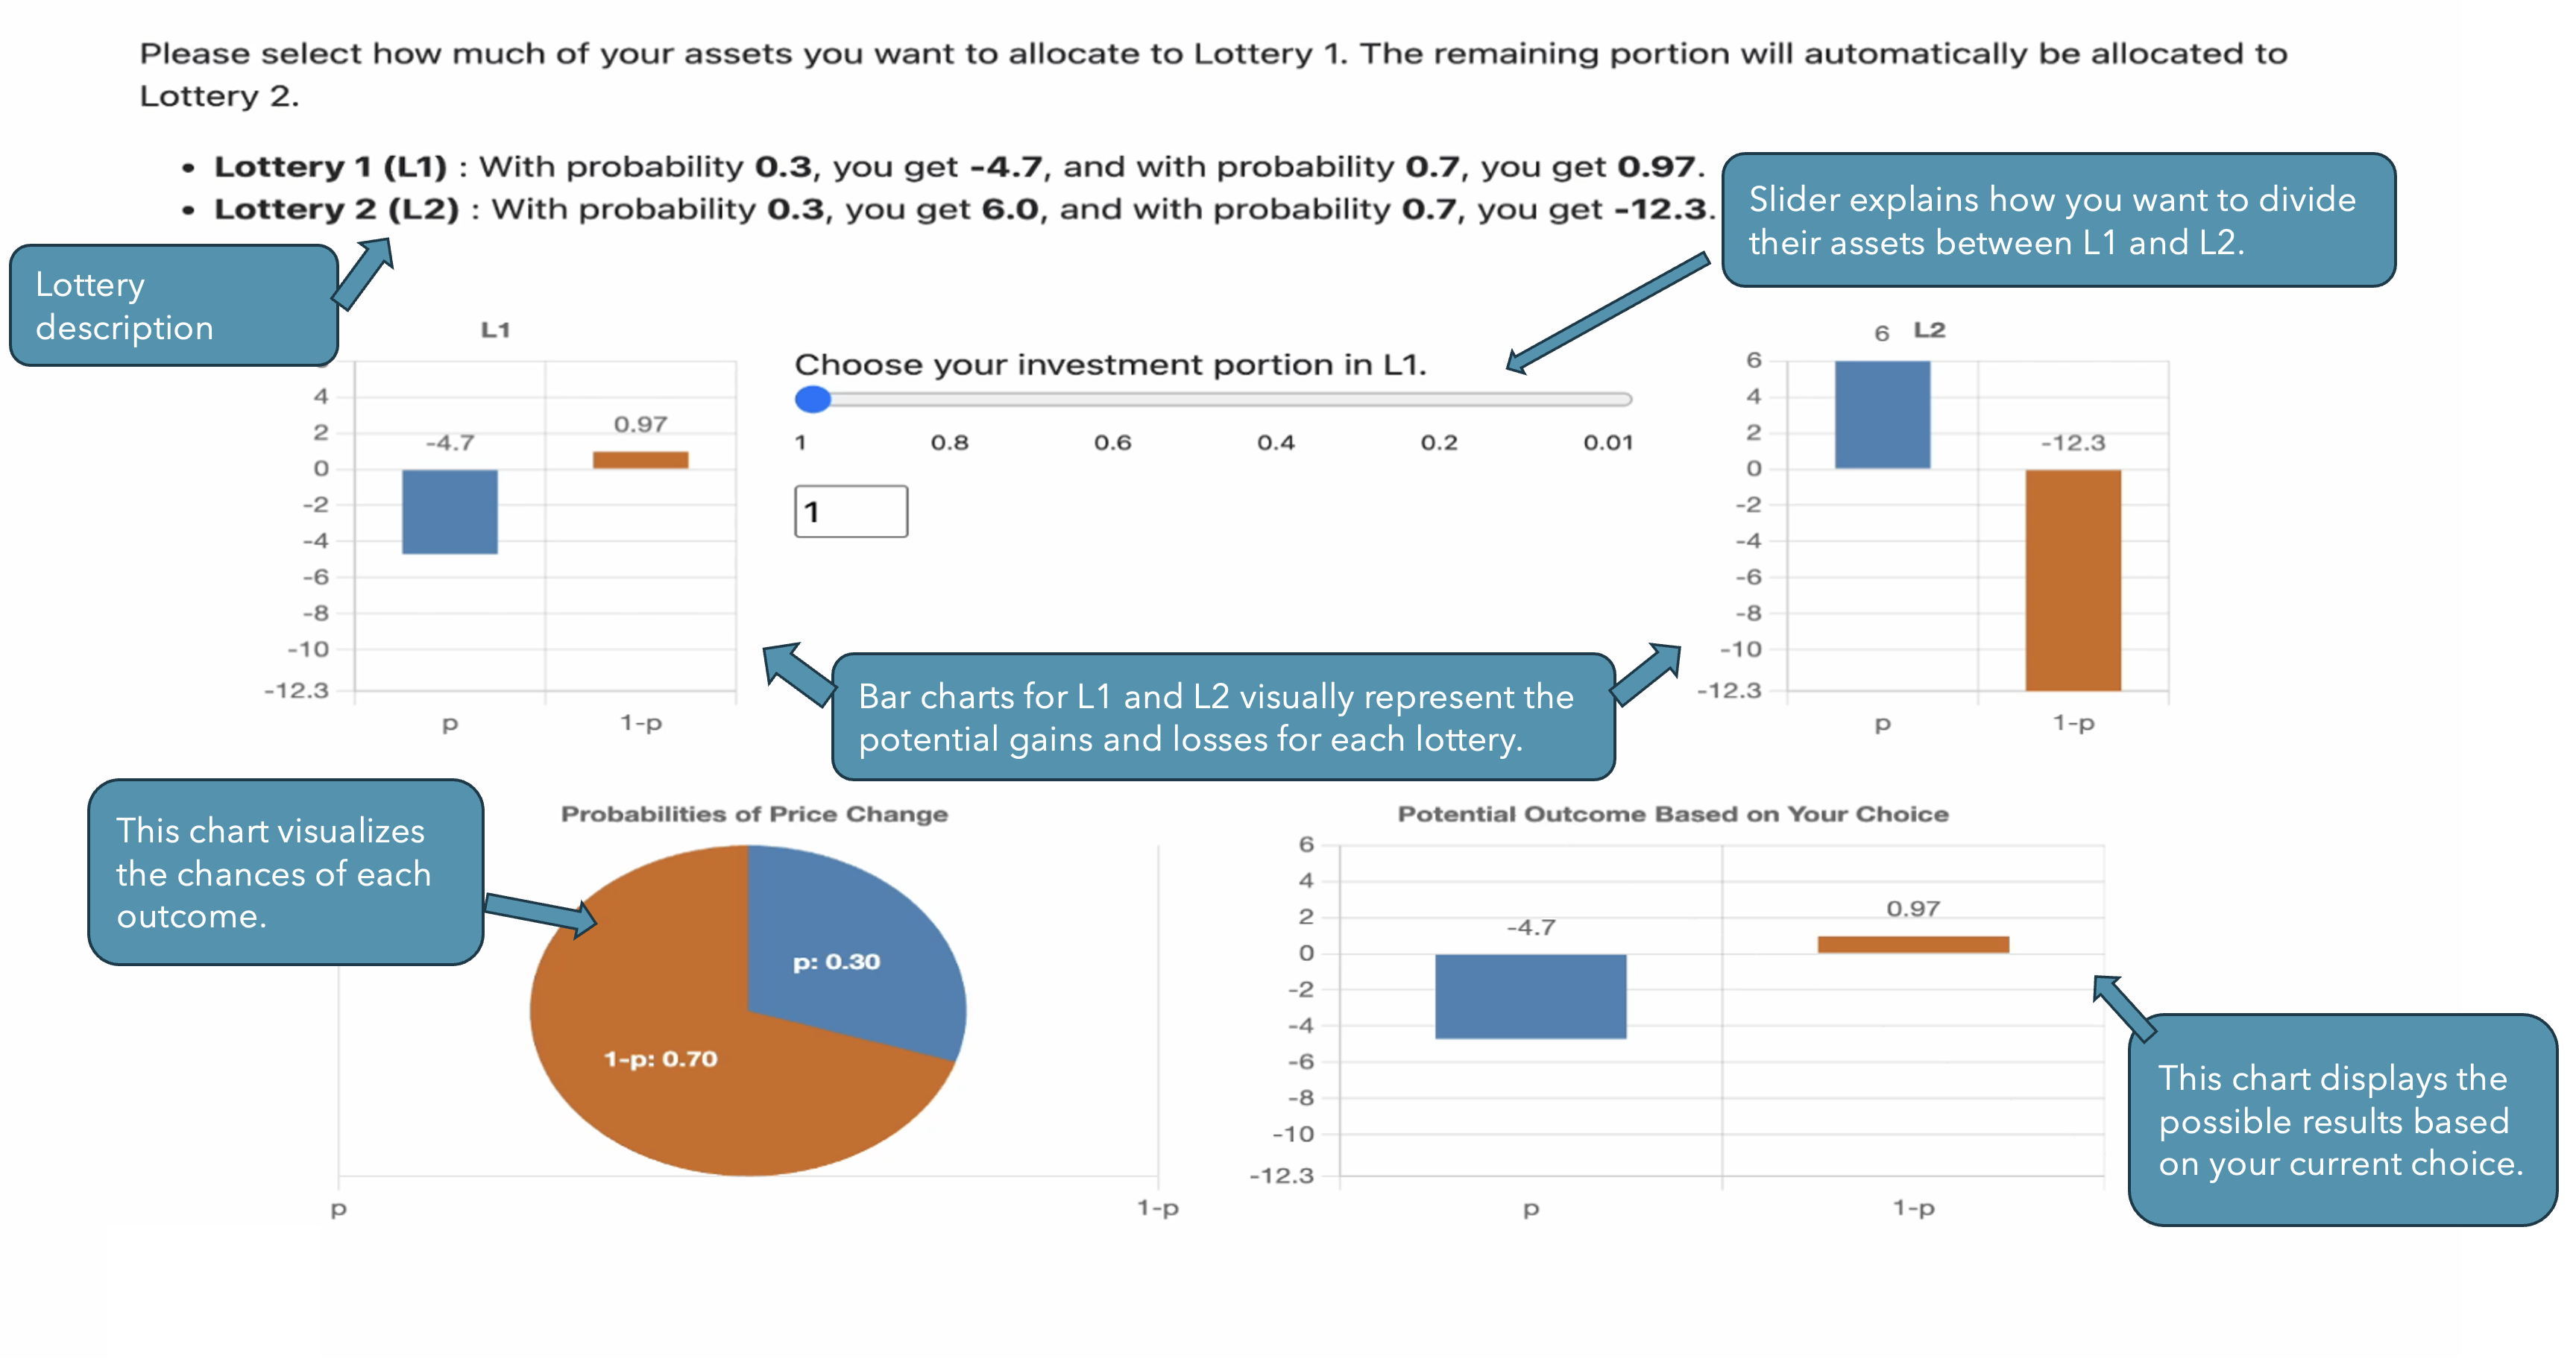 Please select how much of your assets you want to allocate to Lottery 1. The remaining portion will automatically be allocated to
Lottery 2.
• Lottery 1 (L1) : With probability 0.3, you get -4.7, and with probability 0.7, you get 0.97.
• Lottery 2 (L2) : With probability 0.3, you get 6.0, and with probability 0.7, you get -12.3.
Slider explains how you want to divide
their assets between L1 and L2.
Lottery
description
L1
4
2
0
-2
-4
-6
-8
-10
-12.3
-4.7
0.97
p
1-p
Choose your investment portion in L1.
1 0.8 0.6 0.4 0.2 0.01
1
6 L2
6
4
2
0
-2
-4
-6
-8
-10
-12.3
-12.3
p
1-p
Bar charts for L1 and L2 visually represent the
potential gains and losses for each lottery.
This chart visualizes
the chances of each
outcome.
Probabilities of Price Change
p: 0.30
1-p: 0.70
p
1-p
Potential Outcome Based on Your Choice
6
4
2
0
-2
-4
-6
-8
-10
-12.3
-4.7
0.97
p
1-p
This chart displays the
possible results based
on your current choice.